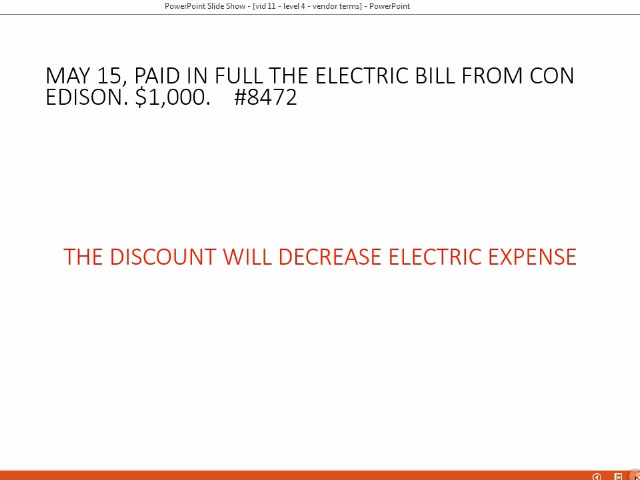 PowerPoint Slide Show - [vid 11 - level 4 - vendor terms] - PowerPoint
MAY 15, PAID IN FULL THE ELECTRIC BILL FROM CON
EDISON. $1,000. #8472
THE DISCOUNT WILL DECREASE ELECTRIC EXPENSE